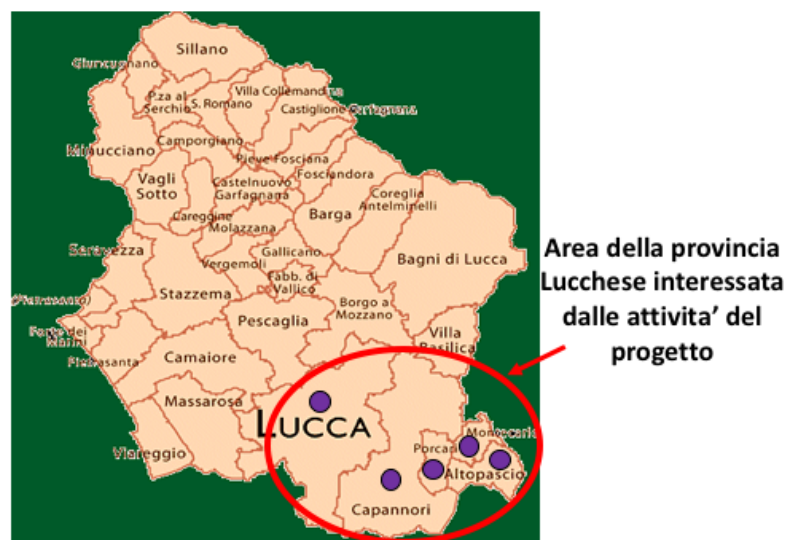 Sillano
Giuncugnano
P.za al
Serchio
S. Romano
Villa Collemandina
Castiglione Garfagnana
Camporgiano
Minucciano
Pieve Fosciana
Vagli
Sotto
Castelnuovo
Garfagnana
Fosciandora
Coreglia
Antelminelli
Careggine
Barga
Molazzana
Seravezza
Gallicano
Bagni di Lucca
Vergemoli
Fabb. di
Vallico
Stazzema
Borgo a
Mozzano
Forte dei
Marmi
Pescaglia
Villa
Basilica
Pietrasanta
Camaiore
Massarosa
LUCCA
Viareggio
Montecarlo
Porcari
Altopascio
Capannori
Area della provincia
Lucchese interessata
dalle attivita’ del
progetto